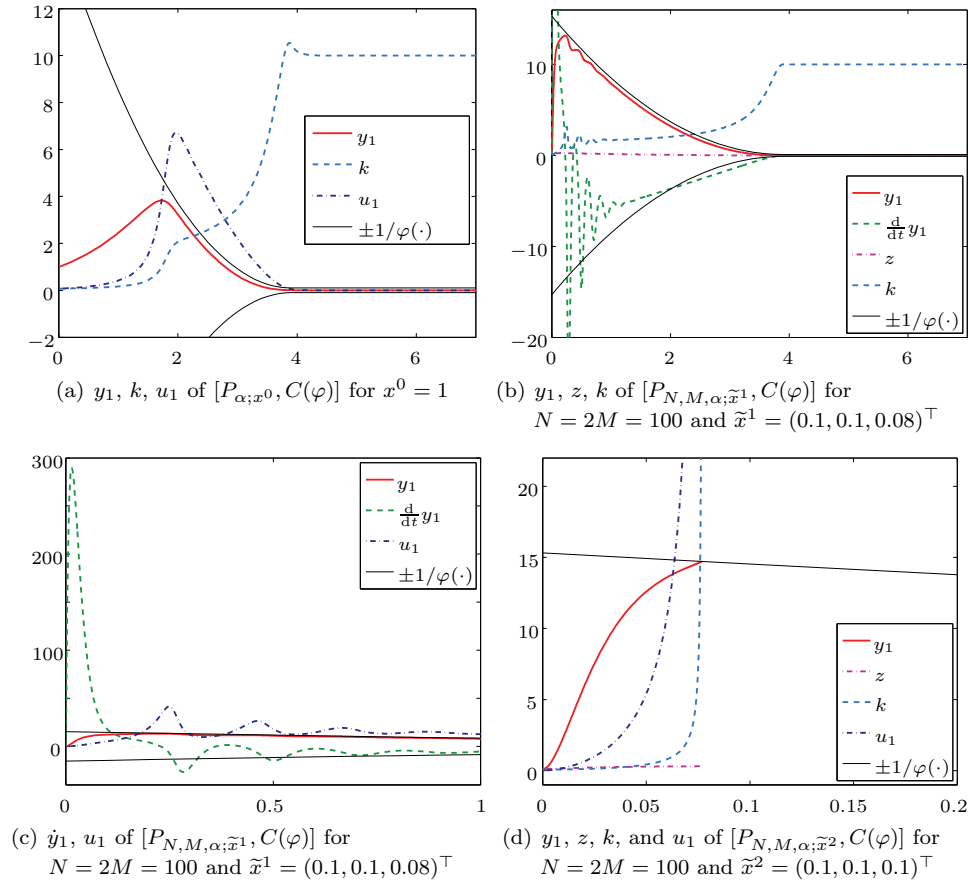 12
10
8
6
4
2
0
−2
0
2
4
6
y₁
k
u₁
±1/φ(·)
(a) y₁, k, u₁ of [P_{α;x⁰}, C(φ)] for x⁰ = 1
10
0
−10
−20
0
2
4
6
y₁
d/dt y₁
z
k
±1/φ(·)
(b) y₁, z, k of [P_{N,M,α;x̃¹}, C(φ)] for
N = 2M = 100 and x̃¹ = (0.1, 0.1, 0.08)^⊤
300
200
100
0
0
0.5
1
y₁
d/dt y₁
u₁
±1/φ(·)
(c) ẏ₁, u₁ of [P_{N,M,α;x̃¹}, C(φ)] for
N = 2M = 100 and x̃¹ = (0.1, 0.1, 0.08)^⊤
20
15
10
5
0
0
0.05
0.1
0.15
0.2
y₁
z
k
u₁
±1/φ(·)
(d) y₁, z, k, and u₁ of [P_{N,M,α;x̃²}, C(φ)] for
N = 2M = 100 and x̃² = (0.1, 0.1, 0.1)^⊤